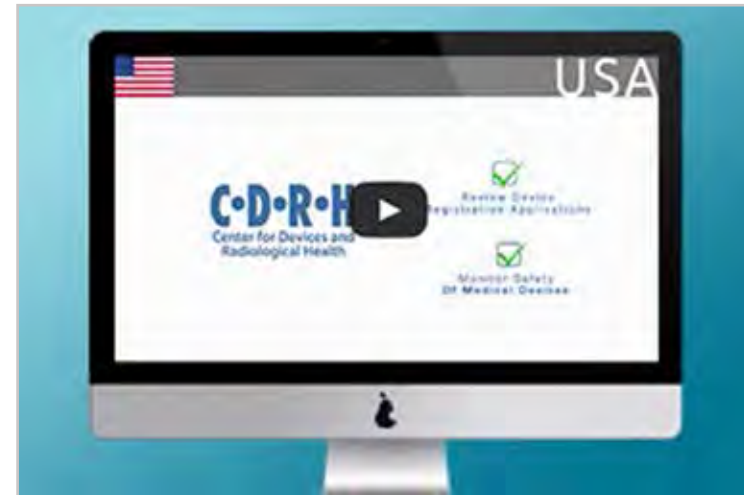 USA
C•D•R•H
Center for Devices and
Radiological Health
Review Device
Registration Applications
Monitor Safety
Of Medical Devices